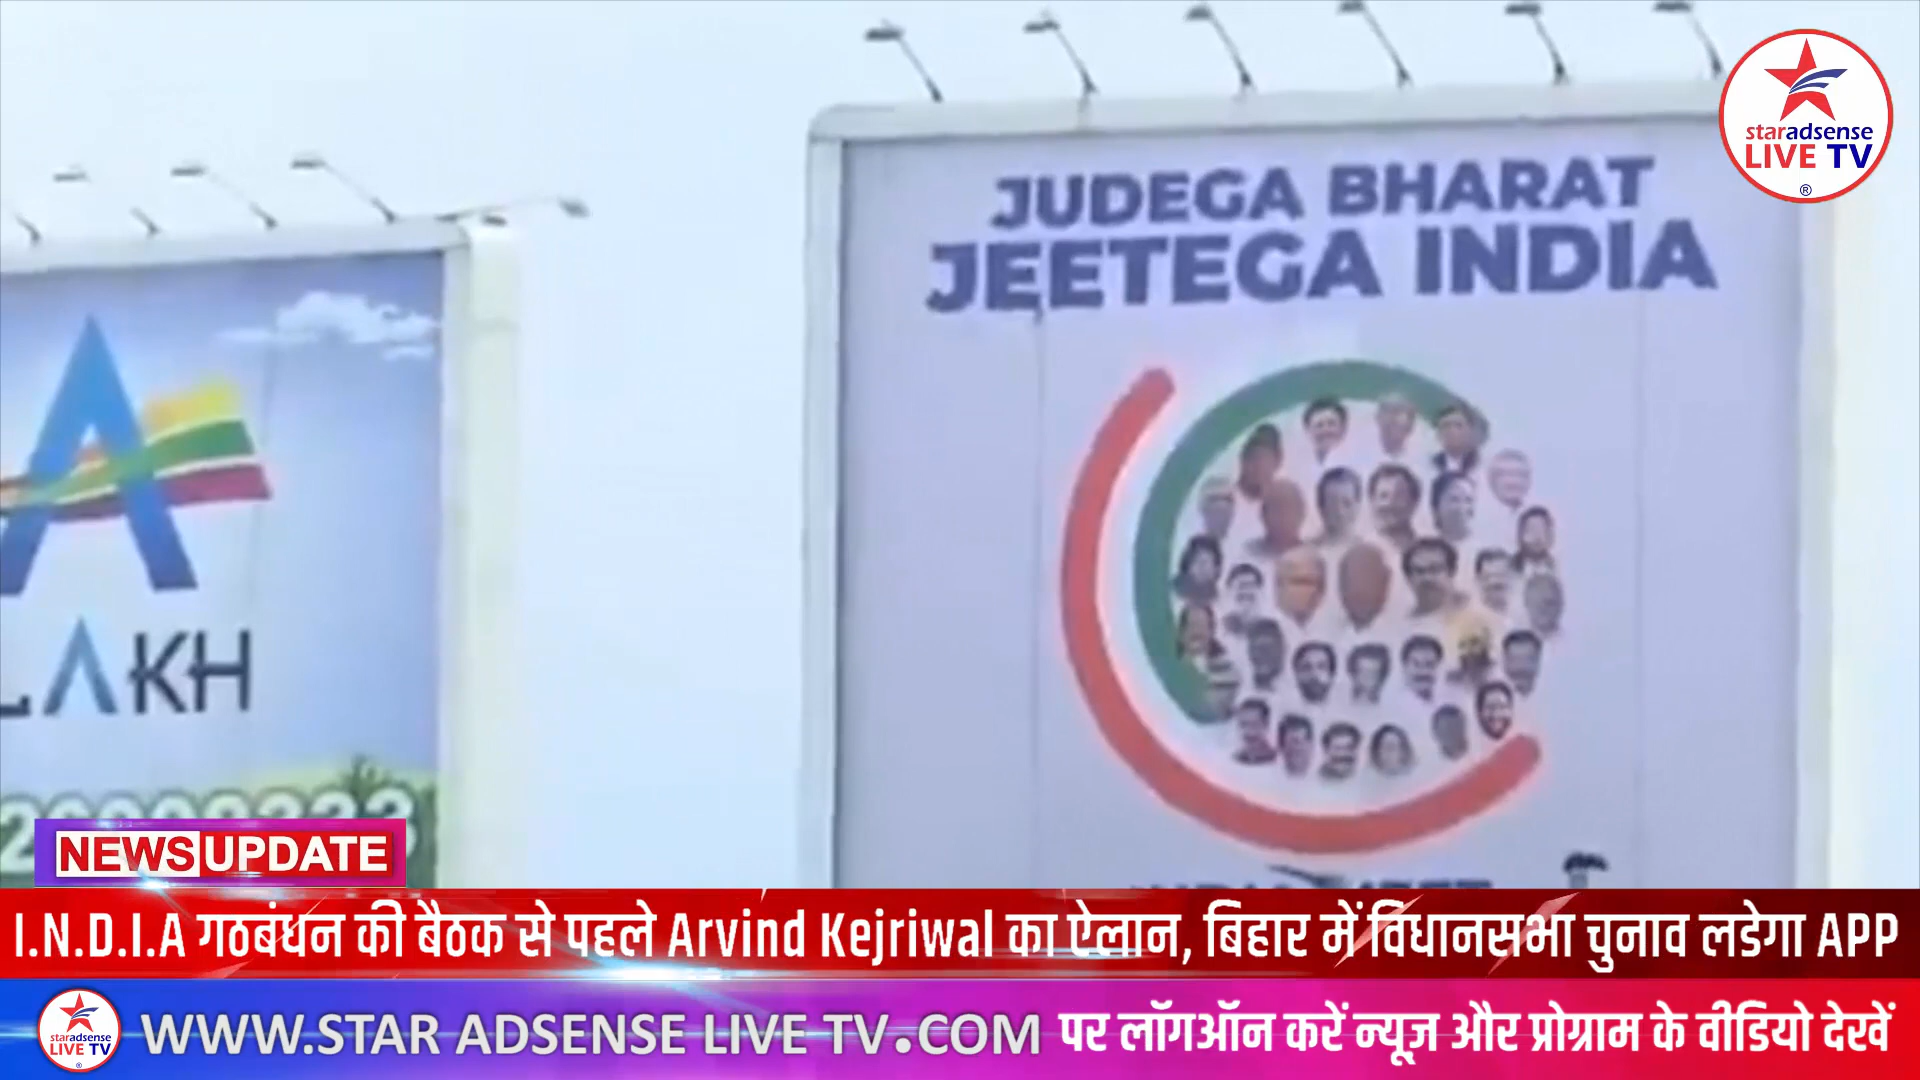 JUDEGA BHARAT
JEETEGA INDIA
staradsense
LIVE TV
®
LAKH
NEWS UPDATE
I.N.D.I.A गठबंधन की बैठक से पहले Arvind Kejriwal का ऐलान, बिहार में विधानसभा चुनाव लडेगा APP
staradsense
LIVE TV
WWW.STAR ADSENSE LIVE TV.COM पर लॉगऑन करें न्यूज़ और प्रोग्राम के वीडियो देखें